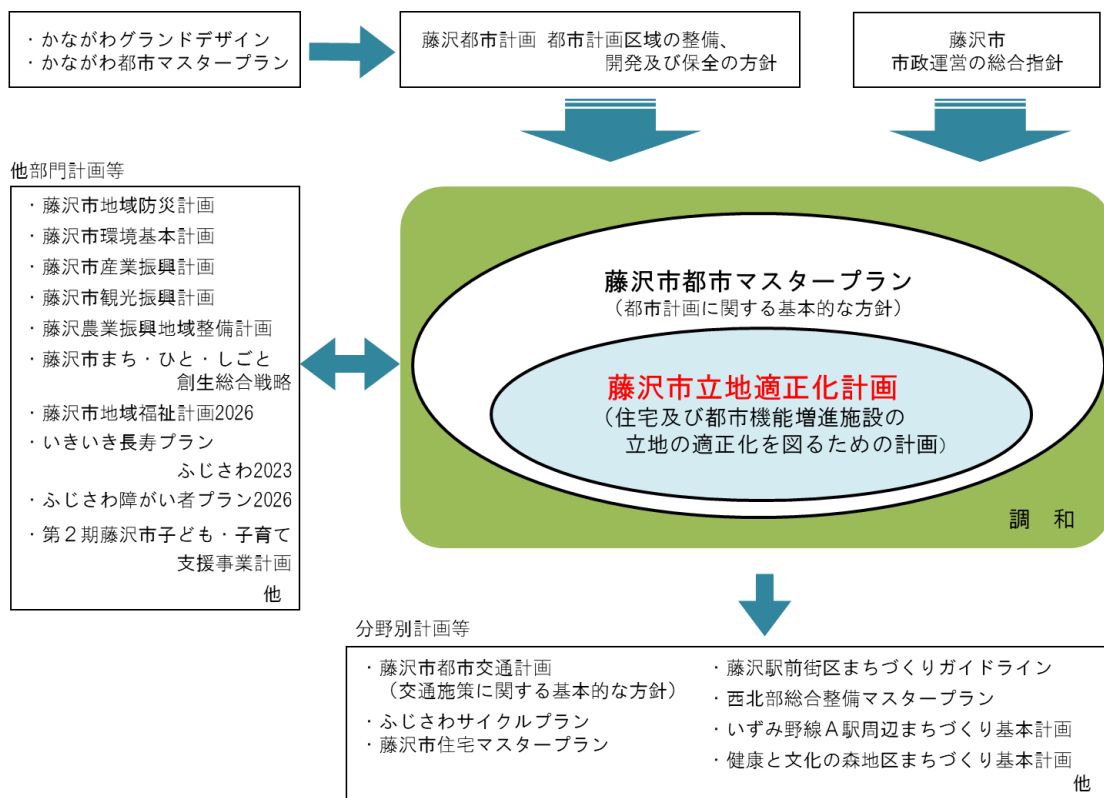 ・かながわグランドデザイン
・かながわ都市マスタープラン
藤沢都市計画 都市計画区域の整備、
開発及び保全の方針
藤沢市
市政運営の総合指針
他部門計画等
・藤沢市地域防災計画
・藤沢市環境基本計画
・藤沢市産業振興計画
・藤沢市観光振興計画
・藤沢農業振興地域整備計画
・藤沢市まち・ひと・しごと
創生総合戦略
・藤沢市地域福祉計画2026
・いきいき長寿プラン
ふじさわ2023
・ふじさわ障がい者プラン2026
・第２期藤沢市子ども・子育て
支援事業計画
他
藤沢市都市マスタープラン
（都市計画に関する基本的な方針）
藤沢市立地適正化計画
（住宅及び都市機能増進施設の
立地の適正化を図るための計画）
調 和
分野別計画等
・藤沢市都市交通計画
（交通施策に関する基本的な方針）
・ふじさわサイクルプラン
・藤沢市住宅マスタープラン
・藤沢駅前街区まちづくりガイドライン
・西北部総合整備マスタープラン
・いずみ野線Ａ駅周辺まちづくり基本計画
・健康と文化の森地区まちづくり基本計画
他